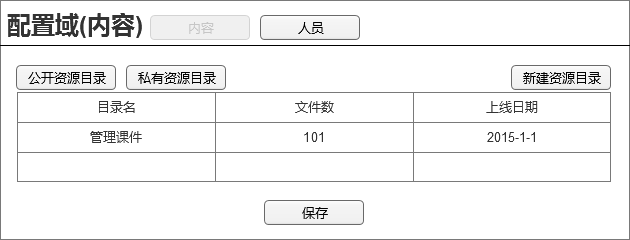 配置域(内容) 内容 人员
公开资源目录 私有资源目录 新建资源目录
目录名 文件数 上线日期
管理课件 101 2015-1-1
保存